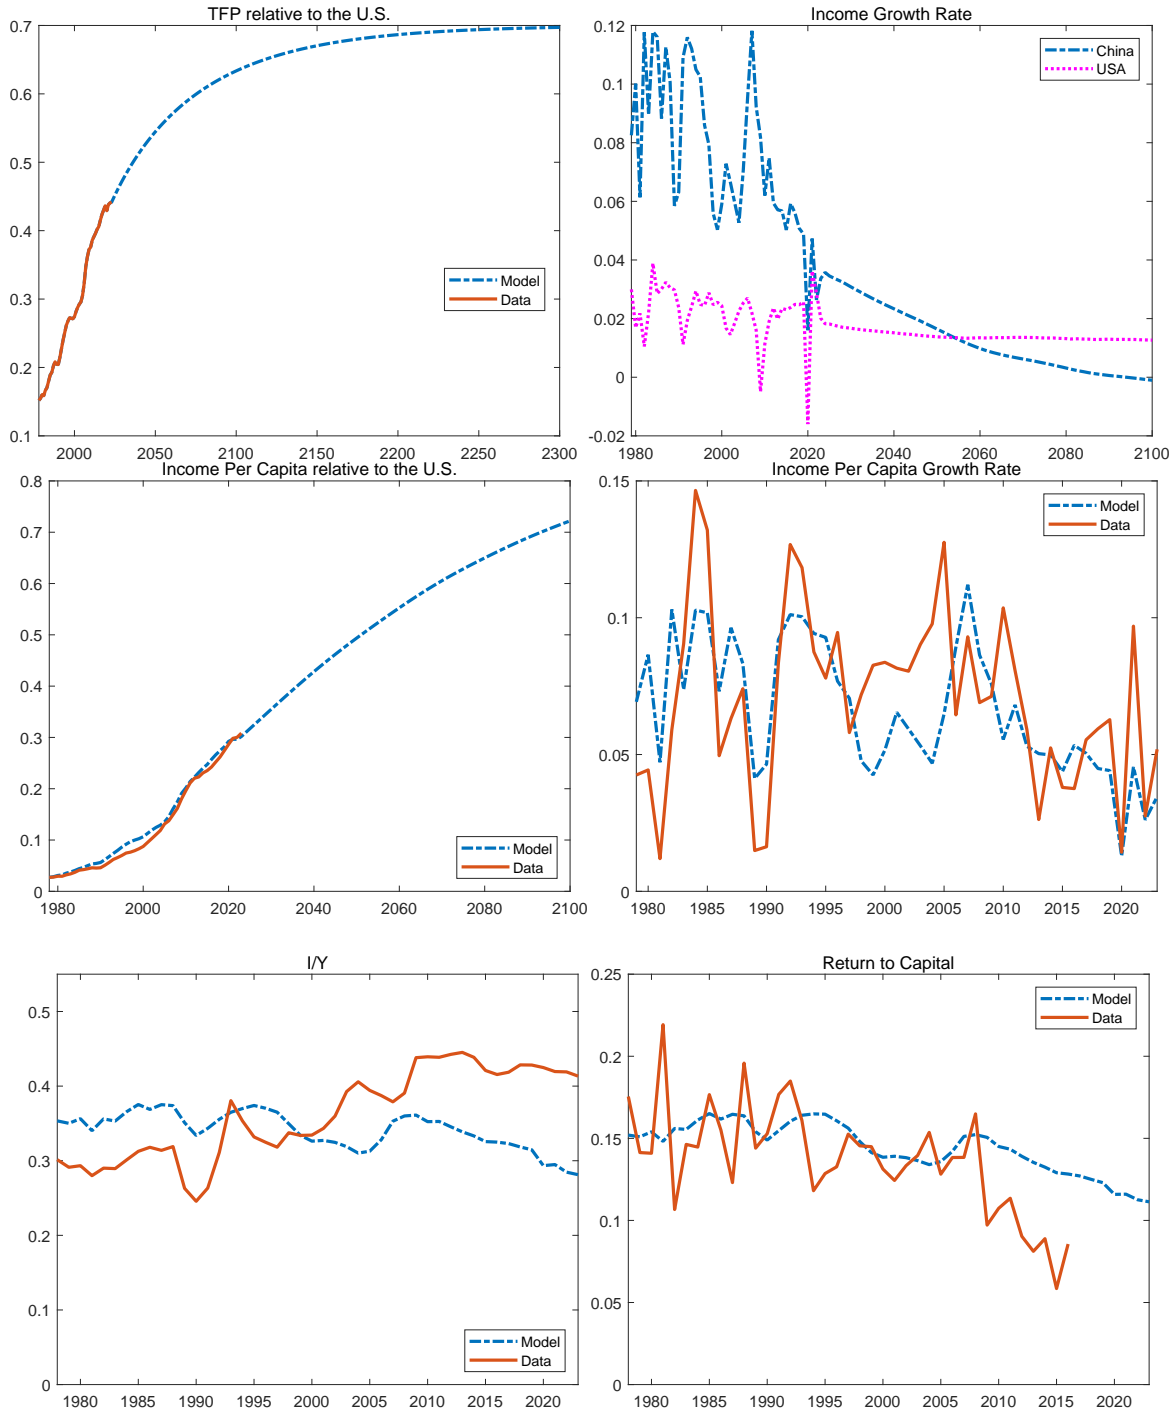 TFP relative to the U.S.
0.7
0.6
0.5
0.4
0.3
0.2
0.1
Model
Data
2000 2050 2100 2150 2200 2250 2300
Income Growth Rate
0.12
0.1
0.08
0.06
0.04
0.02
0
-0.02
China
USA
1980 2000 2020 2040 2060 2080 2100
Income Per Capita relative to the U.S.
0.8
0.7
0.6
0.5
0.4
0.3
0.2
0.1
0
Model
Data
1980 2000 2020 2040 2060 2080 2100
Income Per Capita Growth Rate
0.15
0.1
0.05
0
Model
Data
1980 1985 1990 1995 2000 2005 2010 2015 2020
I/Y
0.5
0.4
0.3
0.2
0.1
0
Model
Data
1980 1985 1990 1995 2000 2005 2010 2015 2020
Return to Capital
0.25
0.2
0.15
0.1
0.05
0
Model
Data
1980 1985 1990 1995 2000 2005 2010 2015 2020